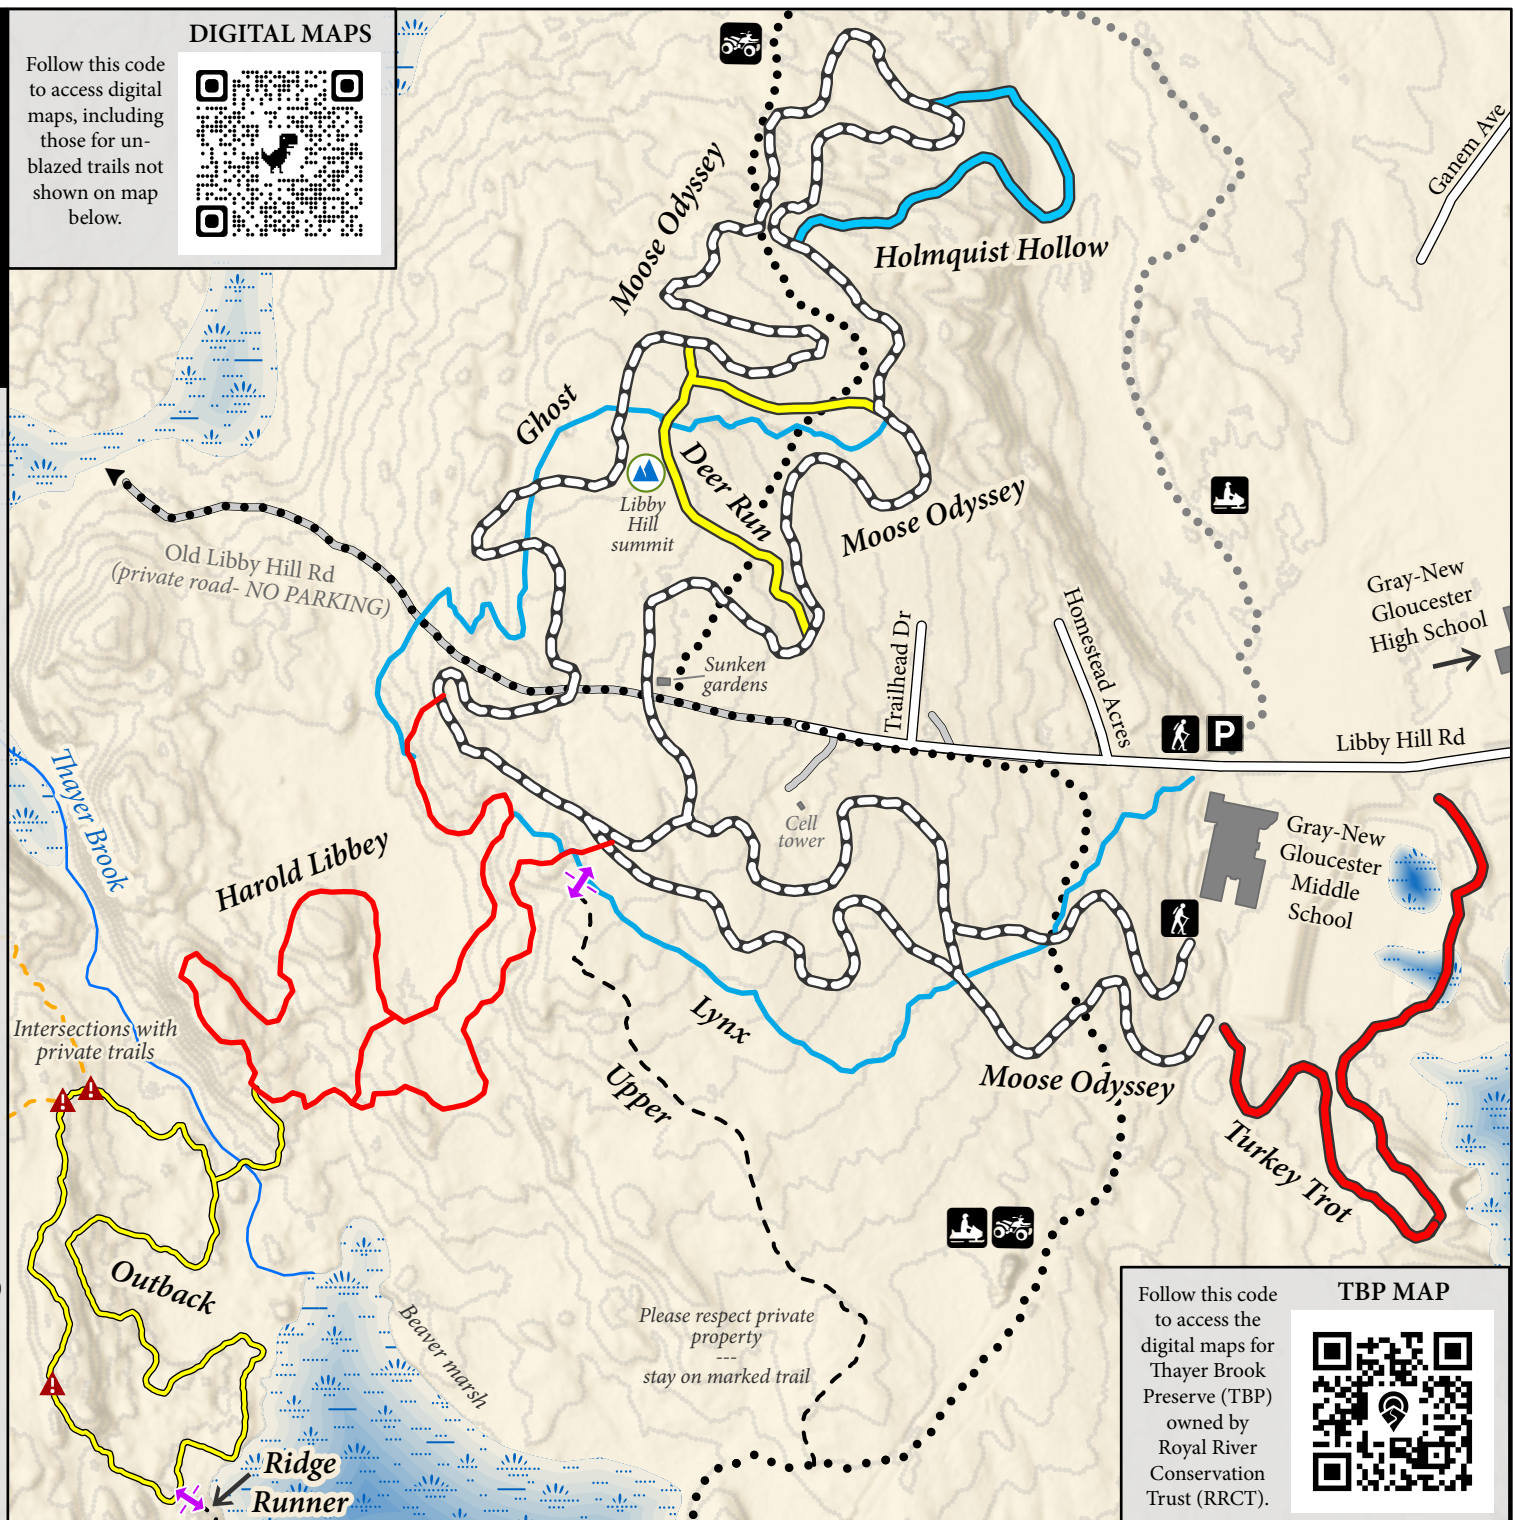 DIGITAL MAPS
Follow this code
to access digital
maps, including
those for un-
blazed trails not
shown on map
below.
Moose Odyssey
Holmquist Hollow
Ganem Ave
Ghost
Deer Run
Libby
Hill
summit
Moose Odyssey
Old Libby Hill Rd
(private road- NO PARKING)
Gray-New
Gloucester
High School
Trailhead Dr
Homestead Acres
Sunken
gardens
P
Libby Hill Rd
Thayer Brook
Cell
tower
Gray-New
Gloucester
Middle
School
Harold Libbey
Lynx
Intersections with
private trails
Upper
Moose Odyssey
Turkey Trot
Outback
Beaver marsh
Please respect private
property
---
stay on marked trail
Ridge
Runner
TBP MAP
Follow this code
to access the
digital maps for
Thayer Brook
Preserve (TBP)
owned by
Royal River
Conservation
Trust (RRCT).